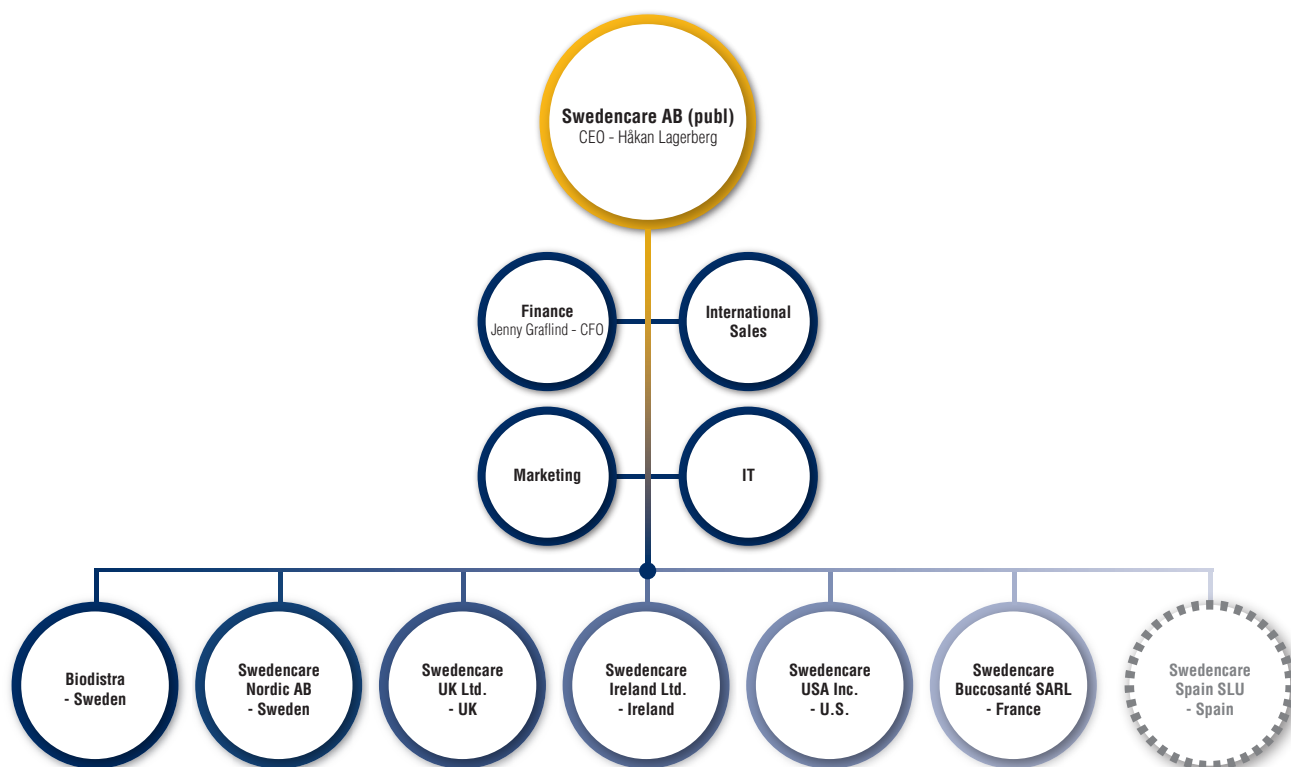 Swedencare AB (publ)
CEO - Håkan Lagerberg
Finance
Jenny Graflind - CFO
International
Sales
Marketing
IT
Biodistra
- Sweden
Swedencare
Nordic AB
- Sweden
Swedencare
UK Ltd.
- UK
Swedencare
Ireland Ltd.
- Ireland
Swedencare
USA Inc.
- U.S.
Swedencare
Buccosanté SARL
- France
Swedencare
Spain SLU
- Spain